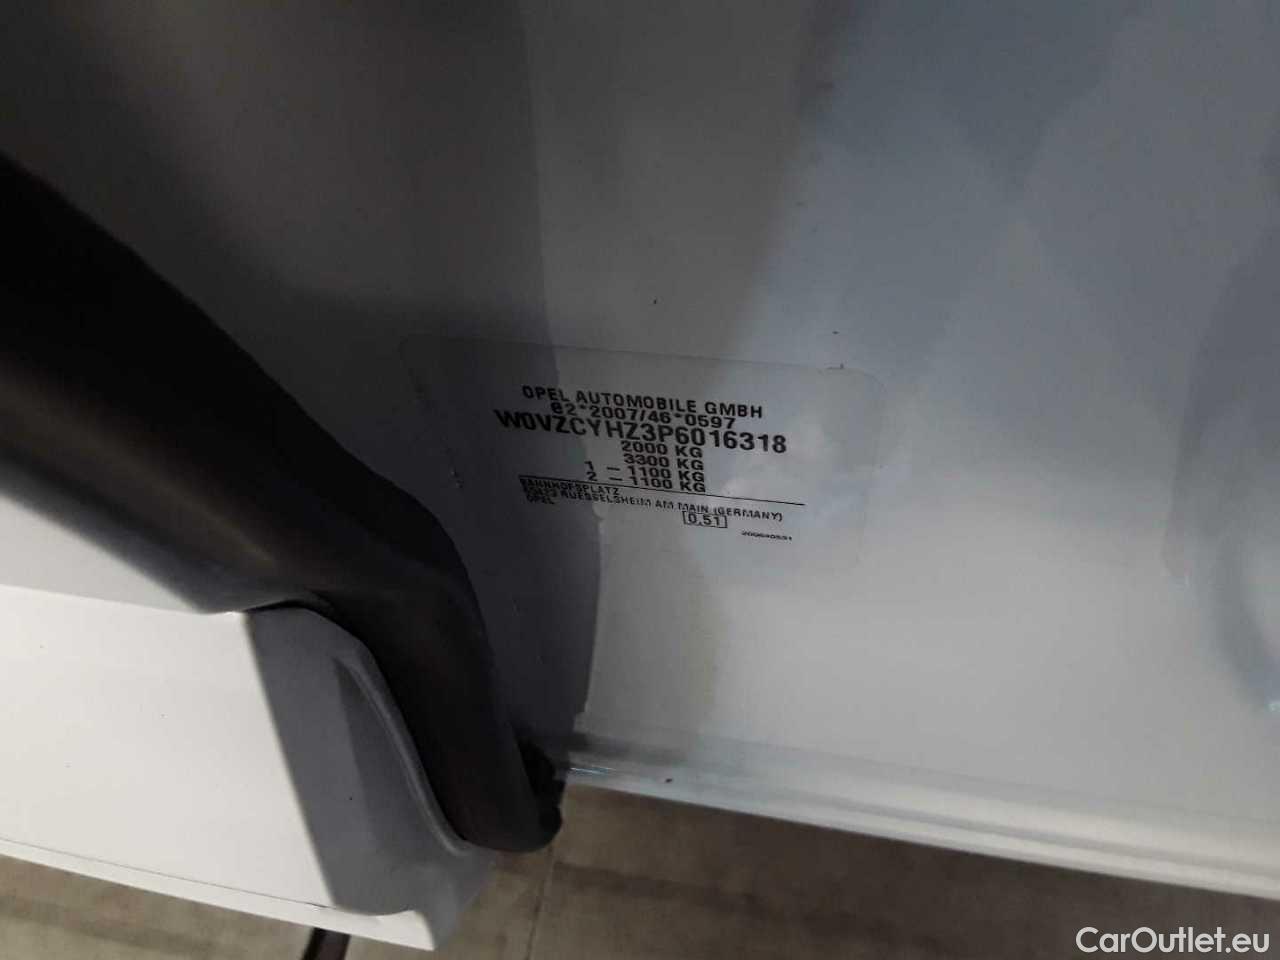 OPEL AUTOMOBILE GMBH
e2*2007/46*0597
W0VZCYHZ3P6016318
2000 KG
3300 KG
1 - 1100 KG
2 - 1100 KG
BAHNHOFSPLATZ
65423 RUESSELSHEIM AM MAIN (GERMANY)
OPEL
0.51
CarOutlet.eu